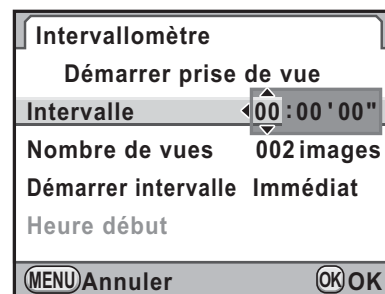 Intervallomètre
Démarrer prise de vue
Intervalle 00:00'00"
Nombre de vues 002 images
Démarrer intervalle Immédiat
Heure début
MENU Annuler OK OK